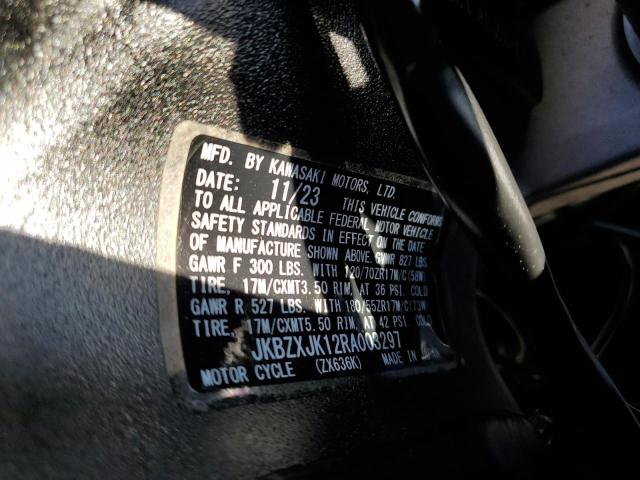 MFD. BY KAWASAKI MOTORS, LTD.
DATE: 11/23 THIS VEHICLE CONFORMS
TO ALL APPLICABLE FEDERAL MOTOR VEHICLE
SAFETY STANDARDS IN EFFECT ON THE DATE
OF MANUFACTURE SHOWN ABOVE. GVWR 827 LBS
GAWR F 300 LBS. WITH 120/70ZR17M/C(58W)
TIRE, 17M/CXMT3.50 RIM, AT 36 PSI. COLD
GAWR R 527 LBS. WITH 180/55ZR17M/C(73W)
TIRE, 17M/CXMT5.50 RIM, AT 42 PSI. COLD
JKBZXJK12RA003297
MOTOR CYCLE (ZX636K) MADE IN JAPAN